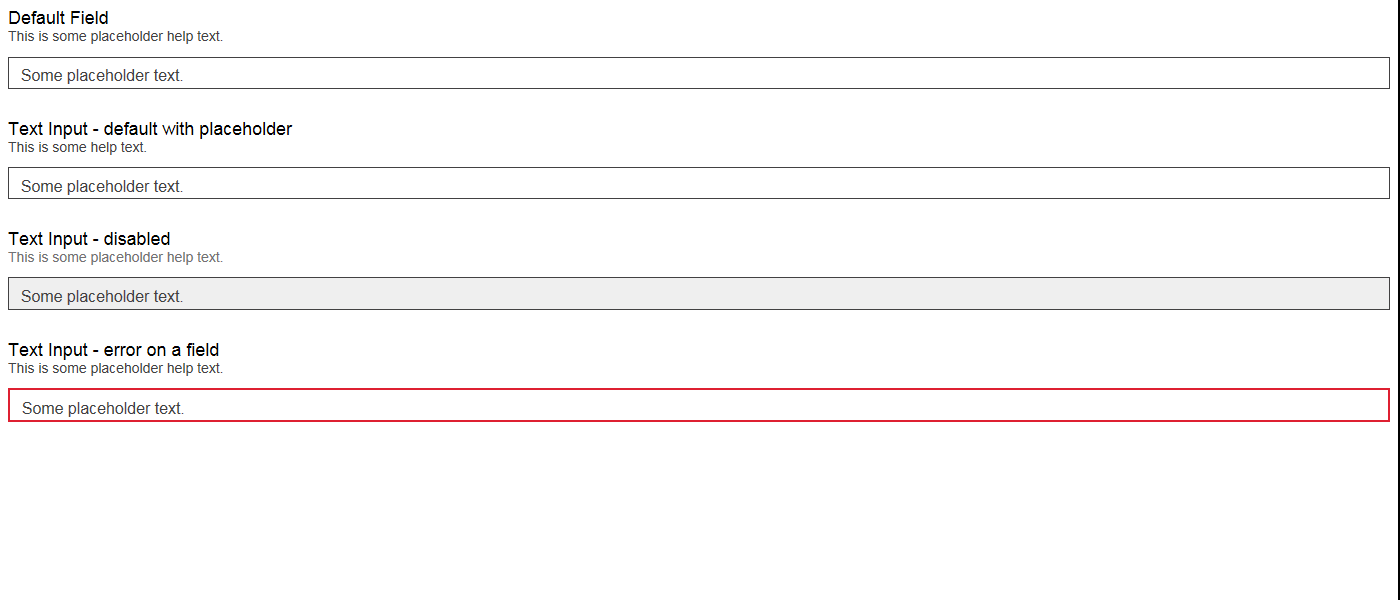 Default Field
This is some placeholder help text.
Some placeholder text.
Text Input - default with placeholder
This is some help text.
Some placeholder text.
Text Input - disabled
This is some placeholder help text.
Some placeholder text.
Text Input - error on a field
This is some placeholder help text.
Some placeholder text.